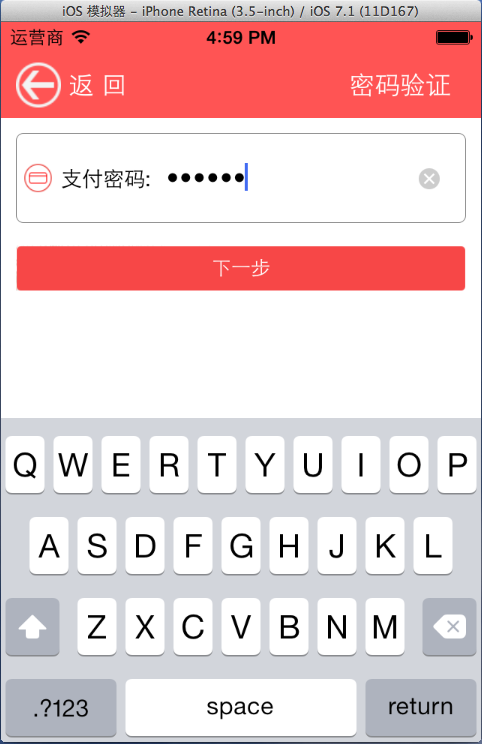 iOS 模拟器 - iPhone Retina (3.5-inch) / iOS 7.1 (11D167)
运营商 4:59 PM
返 回 密码验证
支付密码: ••••••
下一步
Q W E R T Y U I O P
A S D F G H J K L
Z X C V B N M
.?123 space return